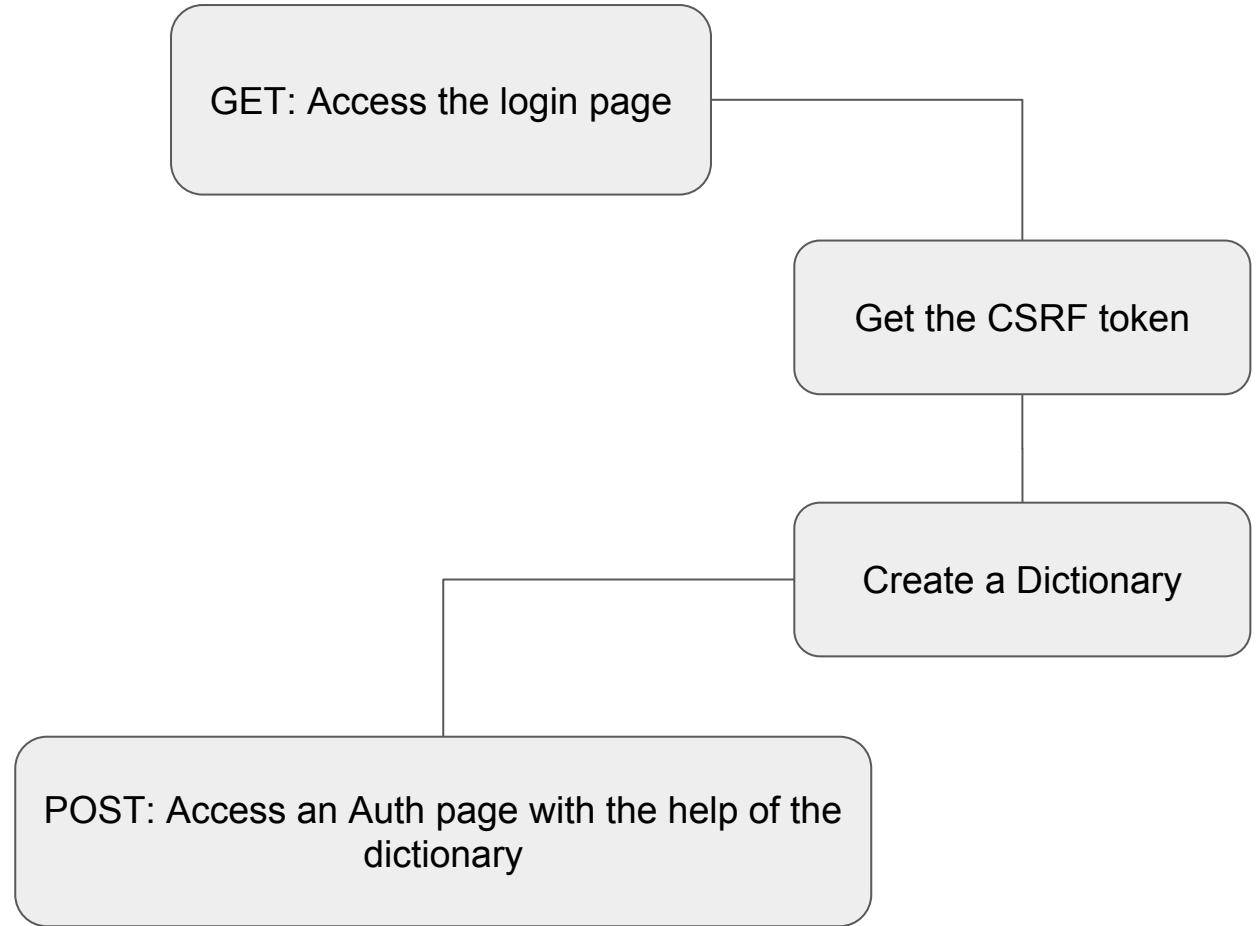 GET: Access the login page
Get the CSRF token
Create a Dictionary
POST: Access an Auth page with the help of the
dictionary